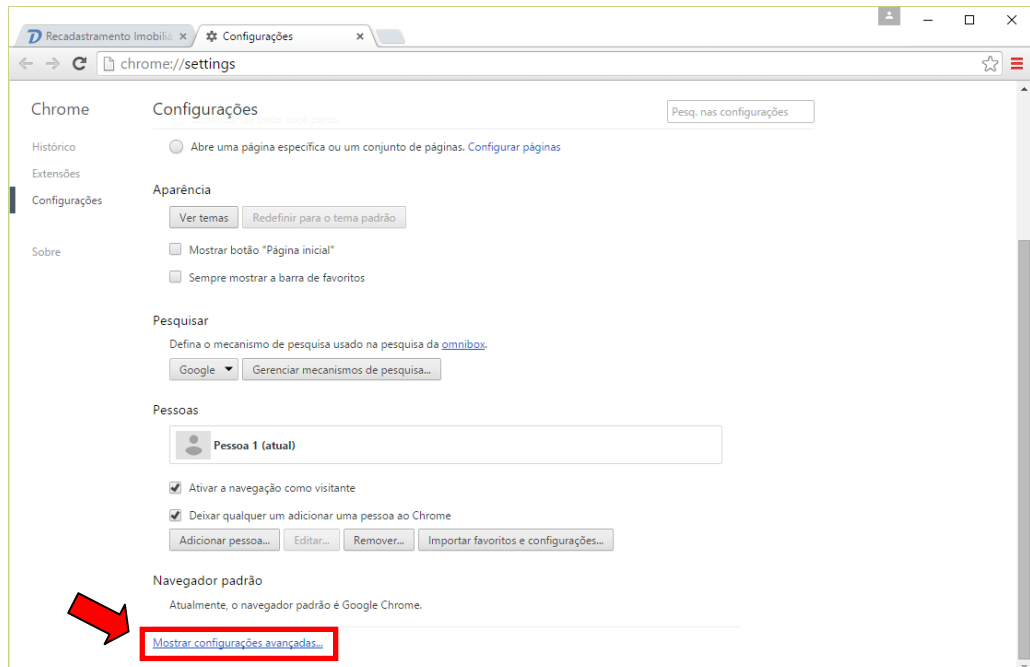 Recadastramento Imobiliá
Configurações
chrome://settings
Chrome
Configurações
Pesq. nas configurações
Histórico
Abre uma página específica ou um conjunto de páginas. Configurar páginas
Extensões
Configurações
Aparência
Ver temas
Redefinir para o tema padrão
Sobre
Mostrar botão "Página inicial"
Sempre mostrar a barra de favoritos
Pesquisar
Defina o mecanismo de pesquisa usado na pesquisa da omnibox.
Google
Gerenciar mecanismos de pesquisa...
Pessoas
Pessoa 1 (atual)
Ativar a navegação como visitante
Deixar qualquer um adicionar uma pessoa ao Chrome
Adicionar pessoa...
Editar...
Remover...
Importar favoritos e configurações...
Navegador padrão
Atualmente, o navegador padrão é Google Chrome.
Mostrar configurações avançadas...